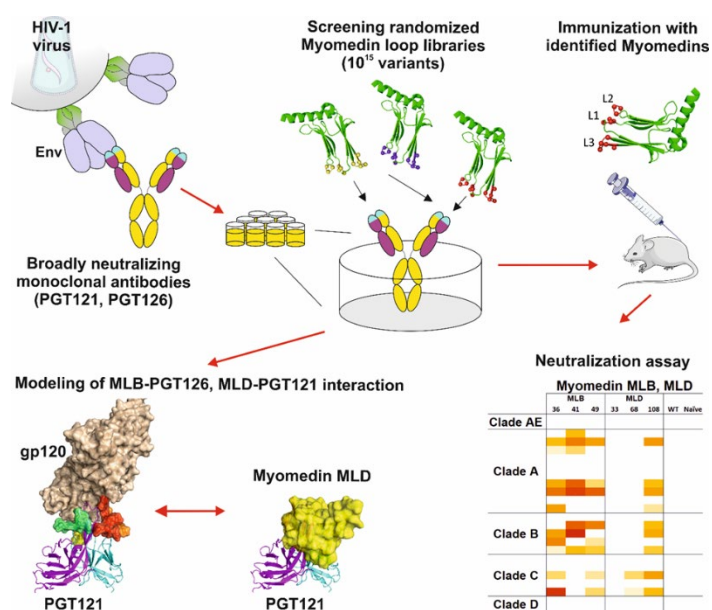 HIV-1
virus
Env
Broadly neutralizing
monoclonal antibodies
(PGT121, PGT126)
Screening randomized
Myomedin loop libraries
(10¹⁵ variants)
Immunization with
identified Myomedins
L2
L1
L3
Modeling of MLB-PGT126, MLD-PGT121 interaction
gp120
PGT121
Myomedin MLD
PGT121
Neutralization assay
Myomedin MLB, MLD
MLB MLD
36 41 49 33 68 108 WT Naïve
Clade AE
Clade A
Clade B
Clade C
Clade D